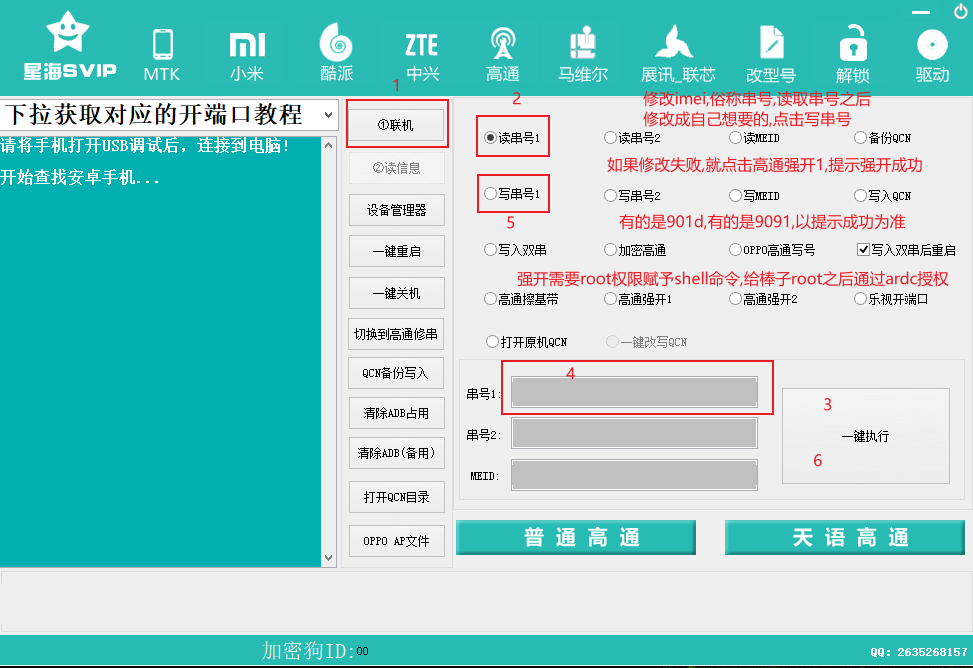 星海SVIP
MTK
小米
酷派
ZTE
中兴
高通
马维尔
展讯_联芯
改型号
解锁
驱动
1
2
修改imei,俗称串号,读取串号之后
修改成自己想要的,点击写串号
下拉获取对应的开端口教程
请将手机打开USB调试后，连接到电脑！
开始查找安卓手机...
①联机
②读信息
设备管理器
一键重启
一键关机
切换到高通修串
QCN备份写入
清除ADB占用
清除ADB(备用)
打开QCN目录
OPPO AP文件
读串号1
读串号2
读MEID
备份QCN
如果修改失败,就点击高通强开1,提示强开成功
写串号1
写串号2
写MEID
写入QCN
5
有的是901d,有的是9091,以提示成功为准
写入双串
加密高通
OPPO高通写号
写入双串后重启
强开需要root权限赋予shell命令,给棒子root之后通过ardc授权
高通擦基带
高通强开1
高通强开2
乐视开端口
打开原机QCN
一键改写QCN
4
串号1:
串号2:
MEID:
3
一键执行
6
普通高通
天语高通
加密狗ID:00
QQ: 2635268157